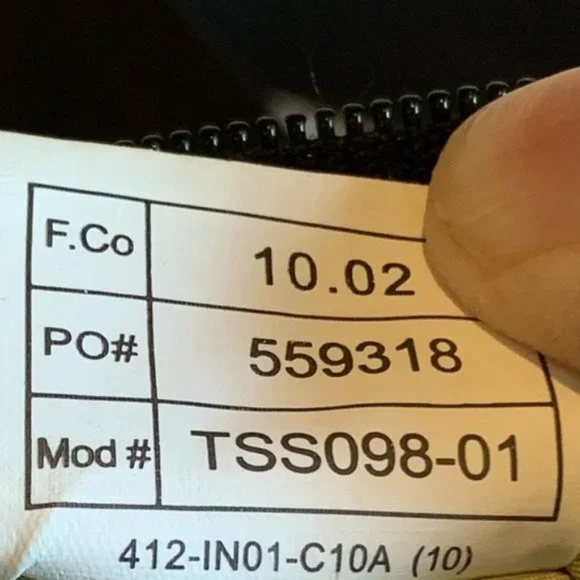 F.Co 10.02
PO# 559318
Mod # TSS098-01
412-IN01-C10A (10)